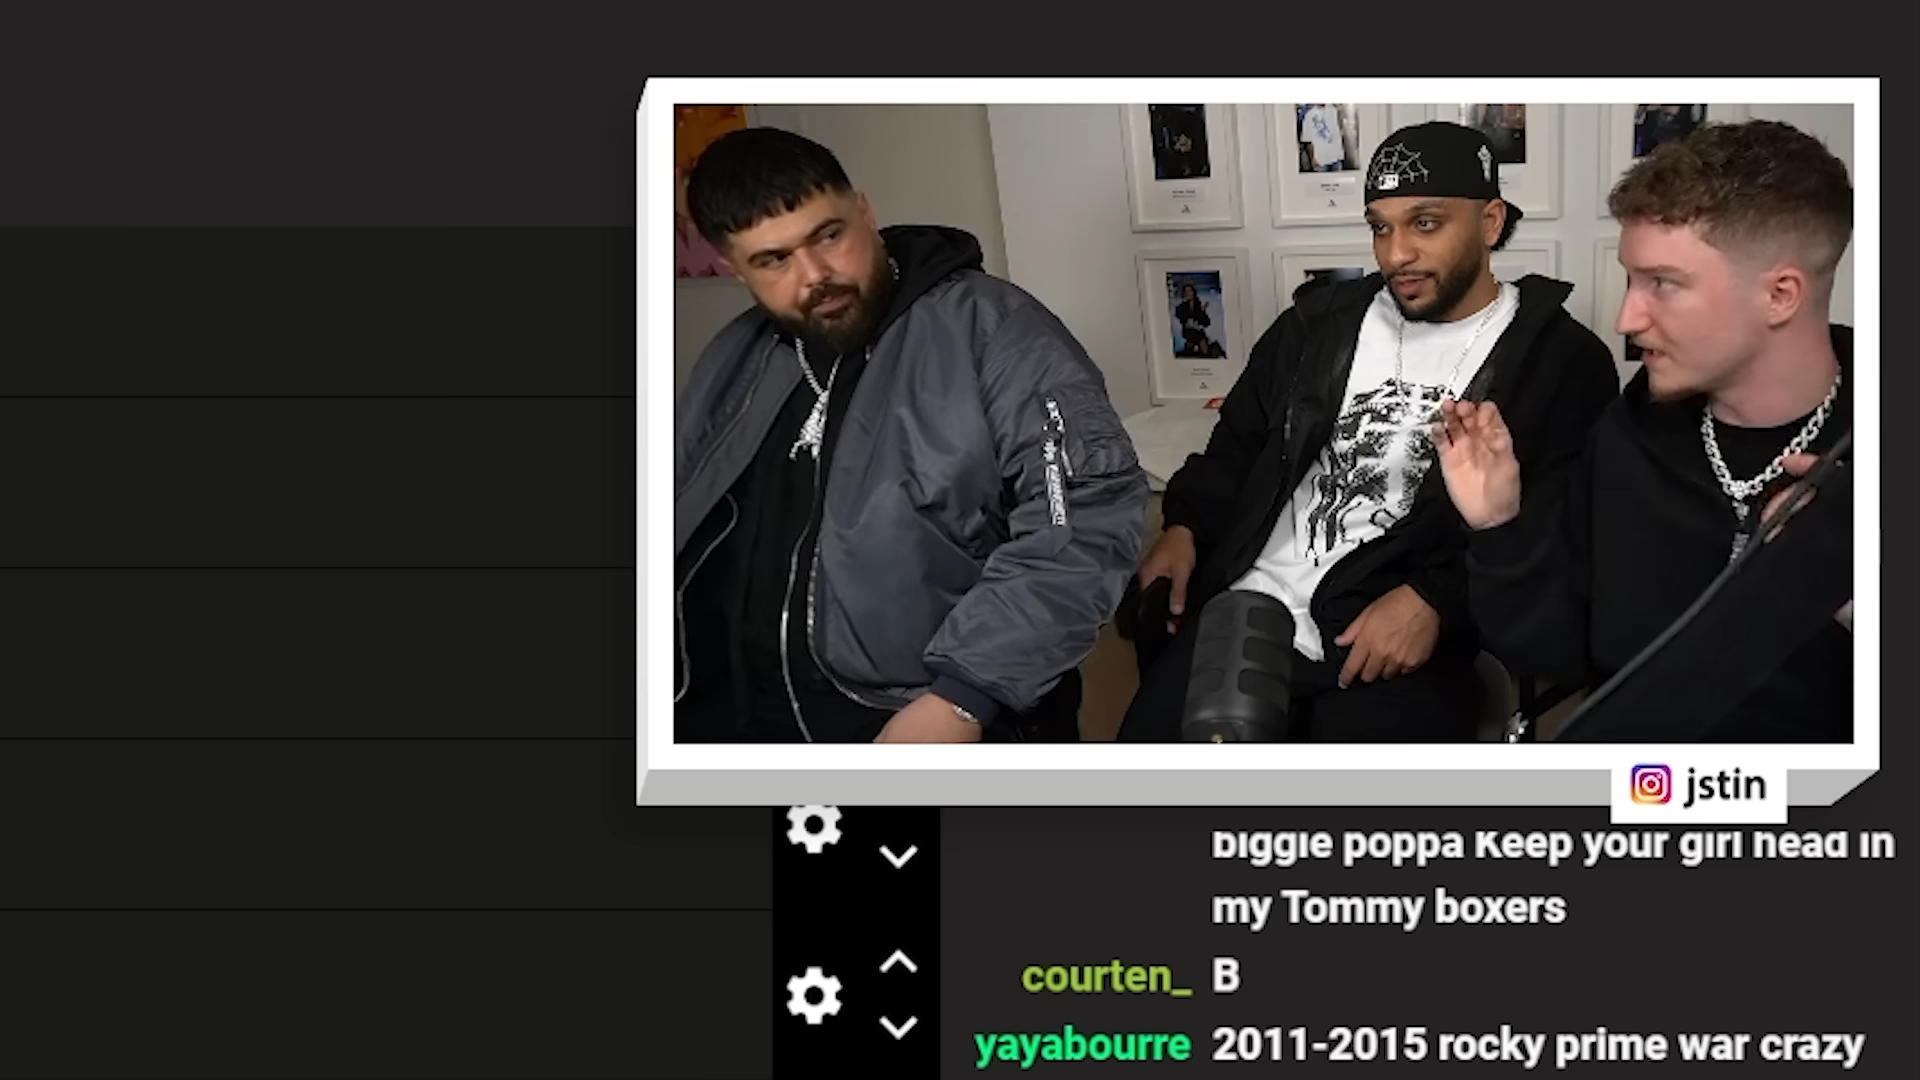 jstin
biggie poppa Keep your girl head in
my Tommy boxers
courten_ B
yayabourre 2011-2015 rocky prime war crazy